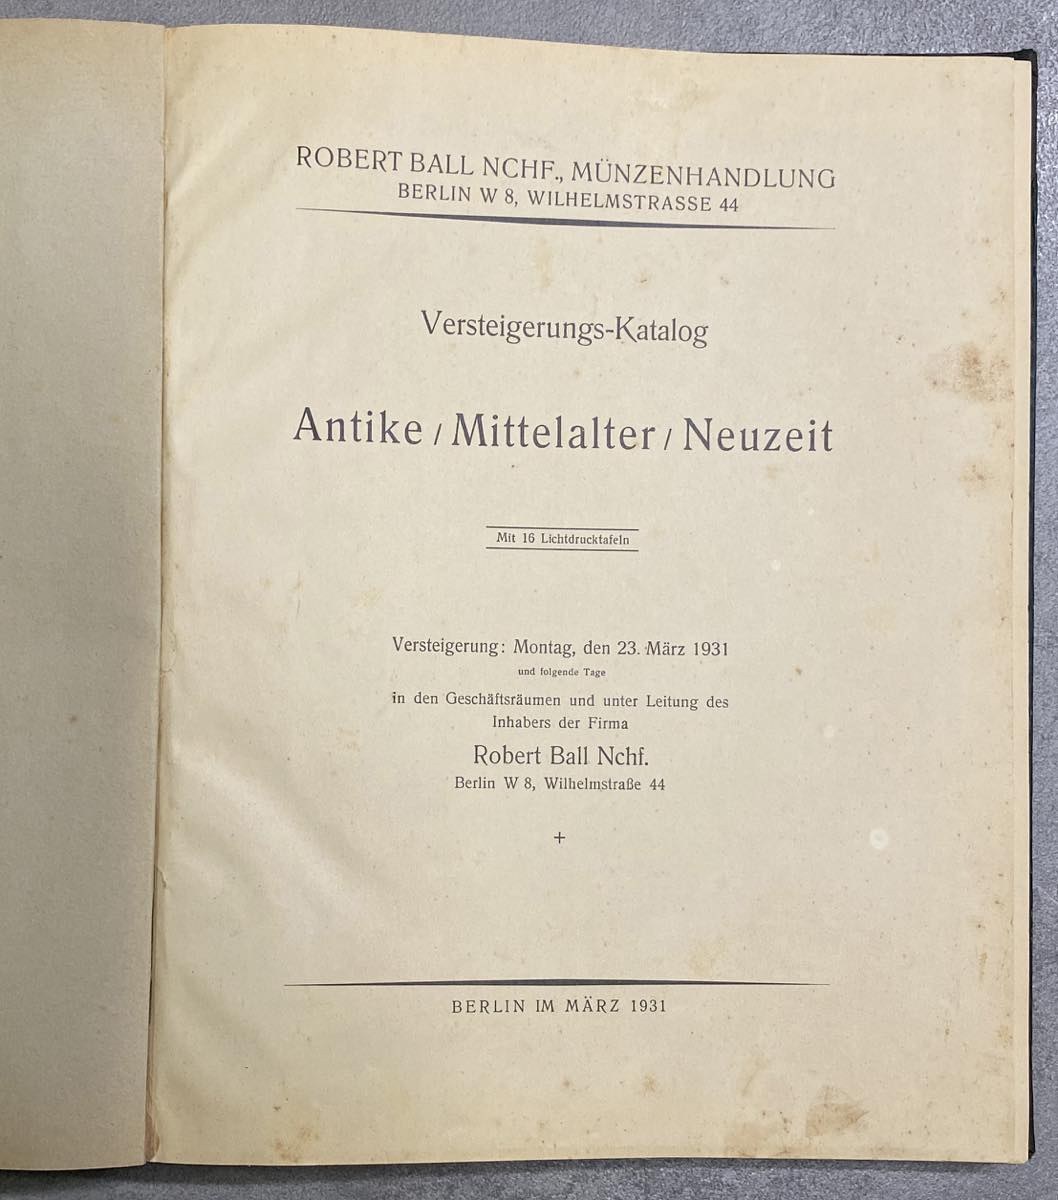 ROBERT BALL NCHF., MÜNZENHANDLUNG
BERLIN W 8, WILHELMSTRASSE 44
Versteigerungs-Katalog
Antike / Mittelalter / Neuzeit
Mit 16 Lichtdrucktafeln
Versteigerung: Montag, den 23. März 1931
und folgende Tage
in den Geschäftsräumen und unter Leitung des
Inhabers der Firma
Robert Ball Nchf.
Berlin W 8, Wilhelmstraße 44
+
BERLIN IM MÄRZ 1931